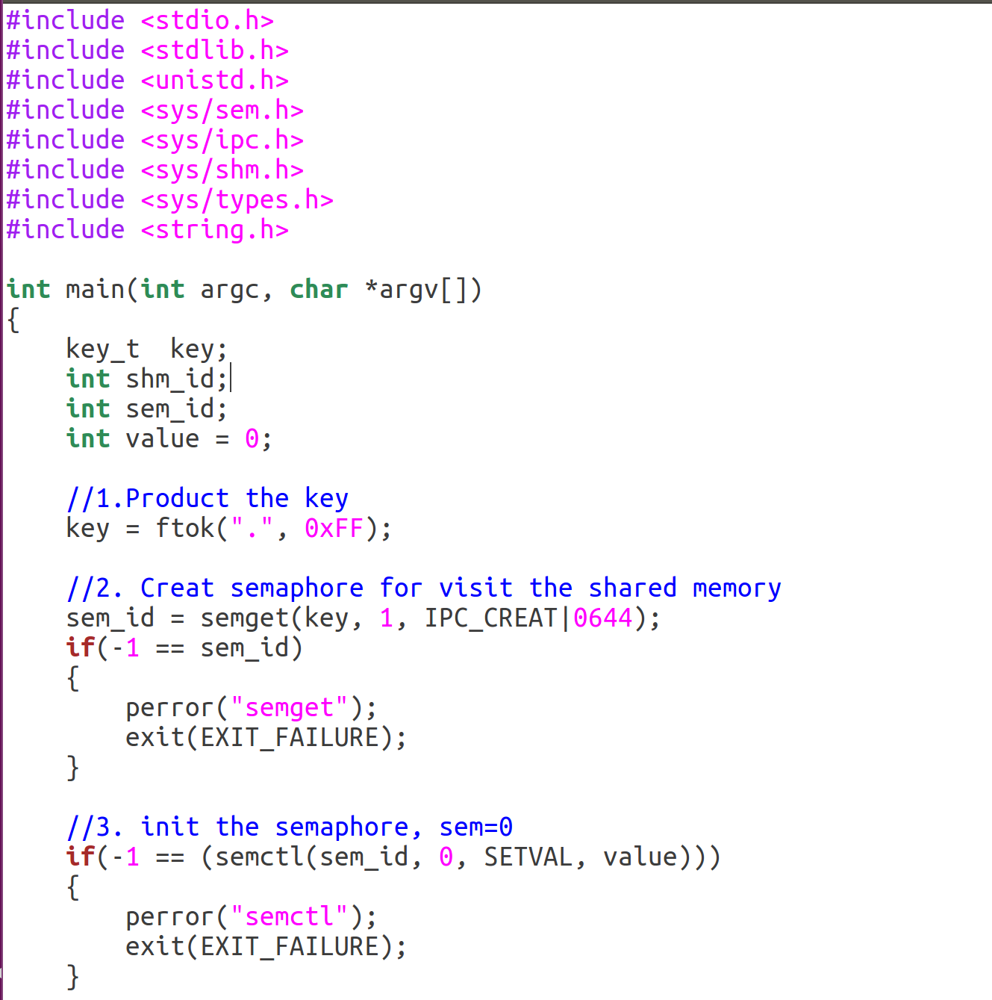 #include <stdio.h>
#include <stdlib.h>
#include <unistd.h>
#include <sys/sem.h>
#include <sys/ipc.h>
#include <sys/shm.h>
#include <sys/types.h>
#include <string.h>

int main(int argc, char *argv[])
{
    key_t  key;
    int shm_id;
    int sem_id;
    int value = 0;

    //1.Product the key
    key = ftok(".", 0xFF);

    //2. Creat semaphore for visit the shared memory
    sem_id = semget(key, 1, IPC_CREAT|0644);
    if(-1 == sem_id)
    {
        perror("semget");
        exit(EXIT_FAILURE);
    }

    //3. init the semaphore, sem=0
    if(-1 == (semctl(sem_id, 0, SETVAL, value)))
    {
        perror("semctl");
        exit(EXIT_FAILURE);
    }